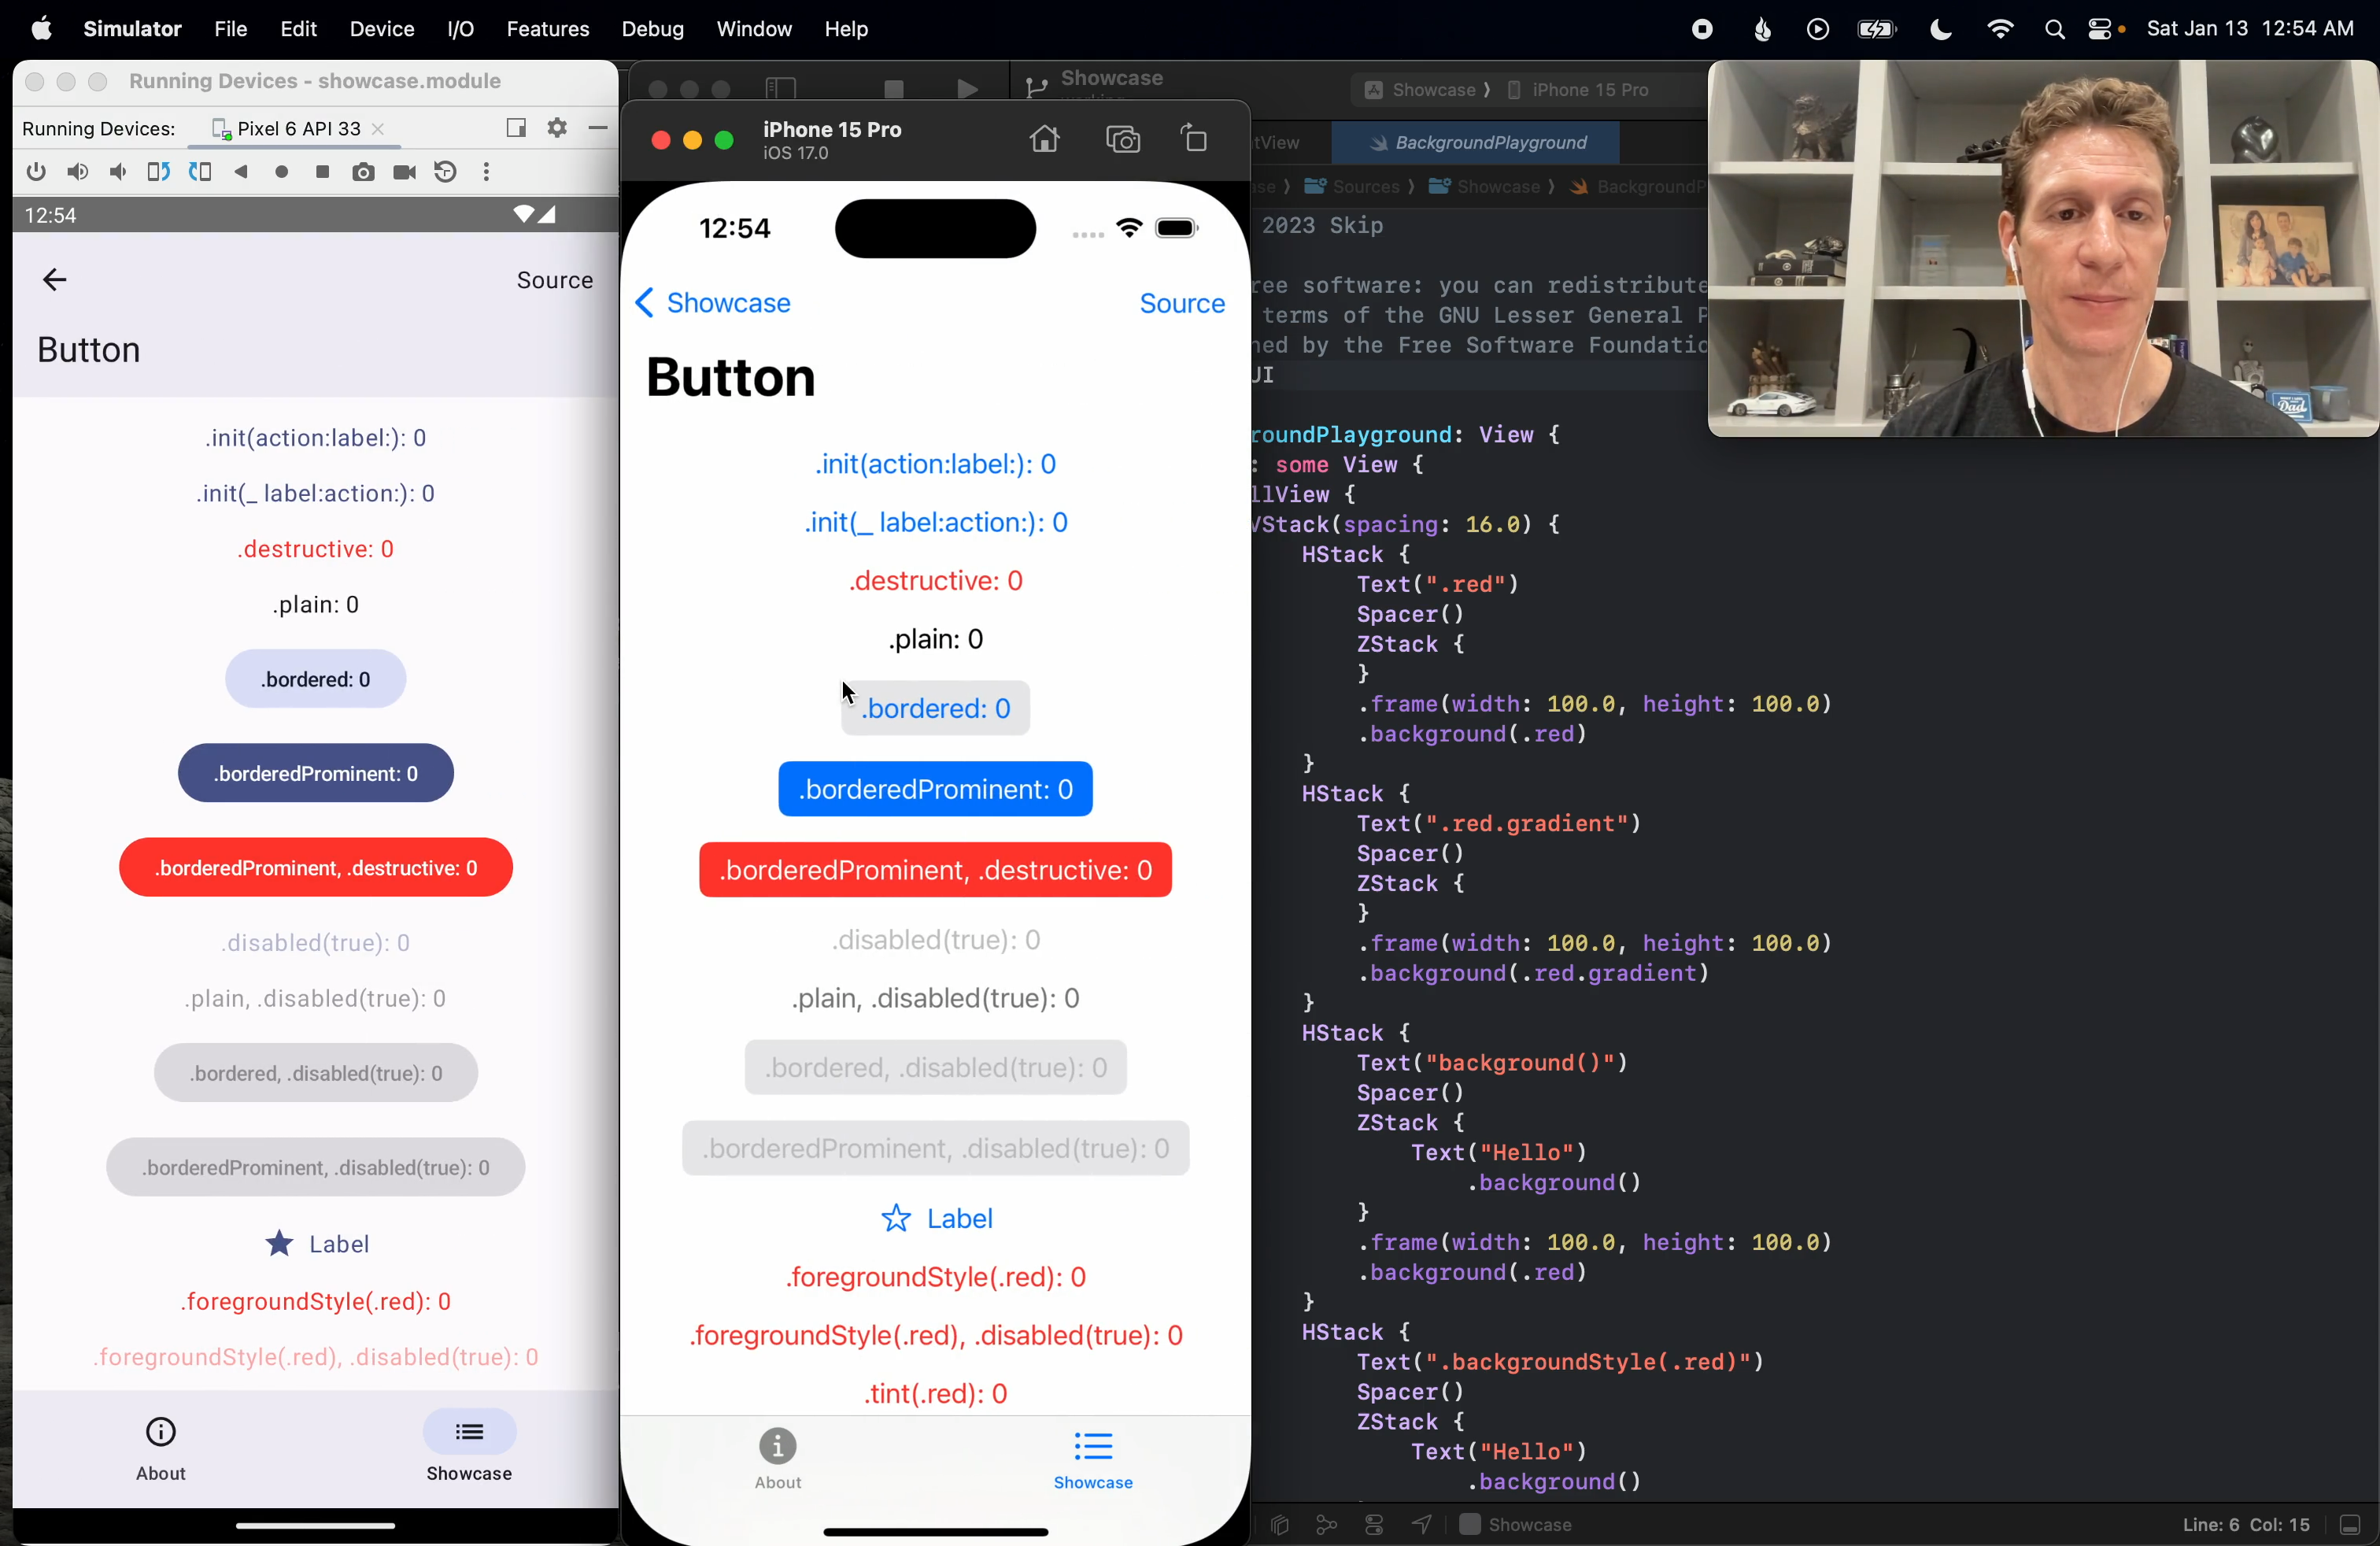 Simulator File Edit Device I/O Features Debug Window Help
Sat Jan 13 12:54 AM
Running Devices - showcase.module
Running Devices: Pixel 6 API 33
12:54
Source
Button
.init(action:label:): 0
.init(_ label:action:): 0
.destructive: 0
.plain: 0
.bordered: 0
.borderedProminent: 0
.borderedProminent, .destructive: 0
.disabled(true): 0
.plain, .disabled(true): 0
.bordered, .disabled(true): 0
.borderedProminent, .disabled(true): 0
Label
.foregroundStyle(.red): 0
.foregroundStyle(.red), .disabled(true): 0
About
Showcase
iPhone 15 Pro
iOS 17.0
12:54
Showcase
Source
Button
.init(action:label:): 0
.init(_ label:action:): 0
.destructive: 0
.plain: 0
.bordered: 0
.borderedProminent: 0
.borderedProminent, .destructive: 0
.disabled(true): 0
.plain, .disabled(true): 0
.bordered, .disabled(true): 0
.borderedProminent, .disabled(true): 0
Label
.foregroundStyle(.red): 0
.foregroundStyle(.red), .disabled(true): 0
.tint(.red): 0
About
Showcase
Showcase
Showcase ⟩ iPhone 15 Pro
tView
BackgroundPlayground
se ⟩ Sources ⟩ Showcase ⟩ BackgroundP
2023 Skip
ree software: you can redistribute
terms of the GNU Lesser General P
ned by the Free Software Foundatio
UI
roundPlayground: View {
: some View {
llView {
VStack(spacing: 16.0) {
HStack {
Text(".red")
Spacer()
ZStack {
}
.frame(width: 100.0, height: 100.0)
.background(.red)
}
HStack {
Text(".red.gradient")
Spacer()
ZStack {
}
.frame(width: 100.0, height: 100.0)
.background(.red.gradient)
}
HStack {
Text("background()")
Spacer()
ZStack {
Text("Hello")
.background()
}
.frame(width: 100.0, height: 100.0)
.background(.red)
}
HStack {
Text(".backgroundStyle(.red)")
Spacer()
ZStack {
Text("Hello")
.background()
Showcase
Line: 6 Col: 15
Dad